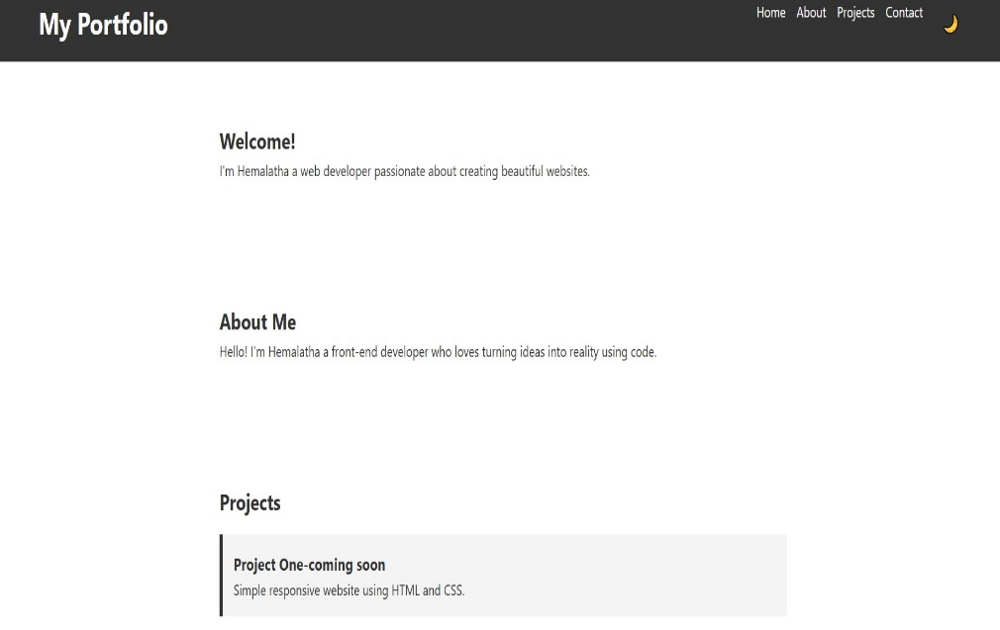 My Portfolio
Home About Projects Contact
Welcome!
I'm Hemalatha a web developer passionate about creating beautiful websites.
About Me
Hello! I'm Hemalatha a front-end developer who loves turning ideas into reality using code.
Projects
Project One-coming soon
Simple responsive website using HTML and CSS.